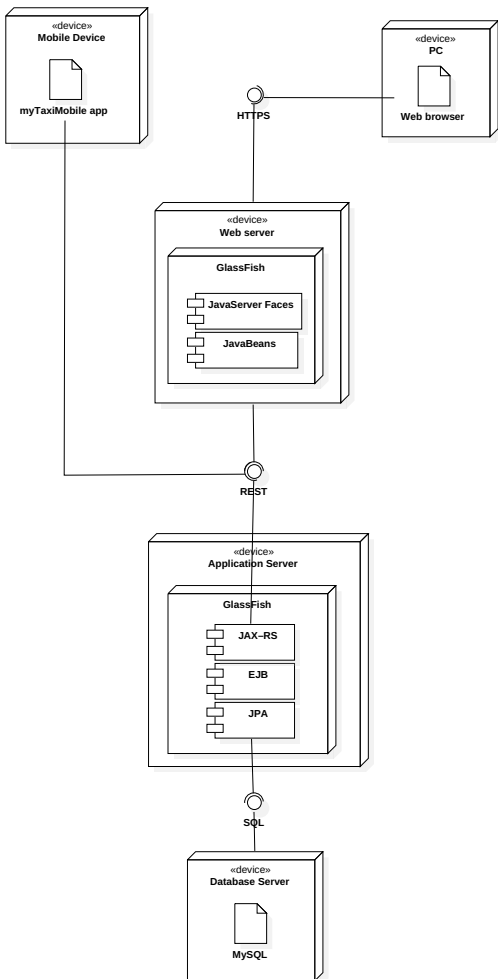 «device»
Mobile Device
myTaxiMobile app
«device»
PC
Web browser
HTTPS
«device»
Web server
GlassFish
JavaServer Faces
JavaBeans
REST
«device»
Application Server
GlassFish
JAX–RS
EJB
JPA
SQL
«device»
Database Server
MySQL